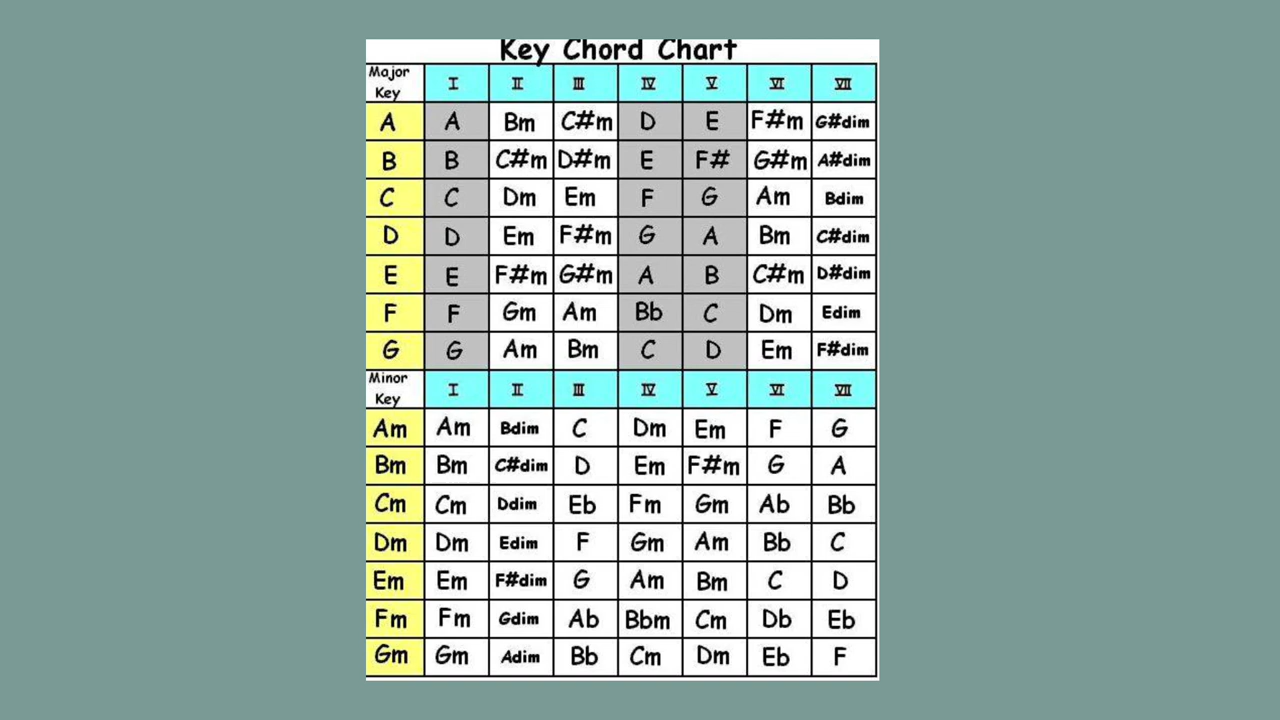 Key Chord Chart
Major Key I II III IV V VI VII
A A Bm C#m D E F#m G#dim
B B C#m D#m E F# G#m A#dim
C C Dm Em F G Am Bdim
D D Em F#m G A Bm C#dim
E E F#m G#m A B C#m D#dim
F F Gm Am Bb C Dm Edim
G G Am Bm C D Em F#dim
Minor Key I II III IV V VI VII
Am Am Bdim C Dm Em F G
Bm Bm C#dim D Em F#m G A
Cm Cm Ddim Eb Fm Gm Ab Bb
Dm Dm Edim F Gm Am Bb C
Em Em F#dim G Am Bm C D
Fm Fm Gdim Ab Bbm Cm Db Eb
Gm Gm Adim Bb Cm Dm Eb F